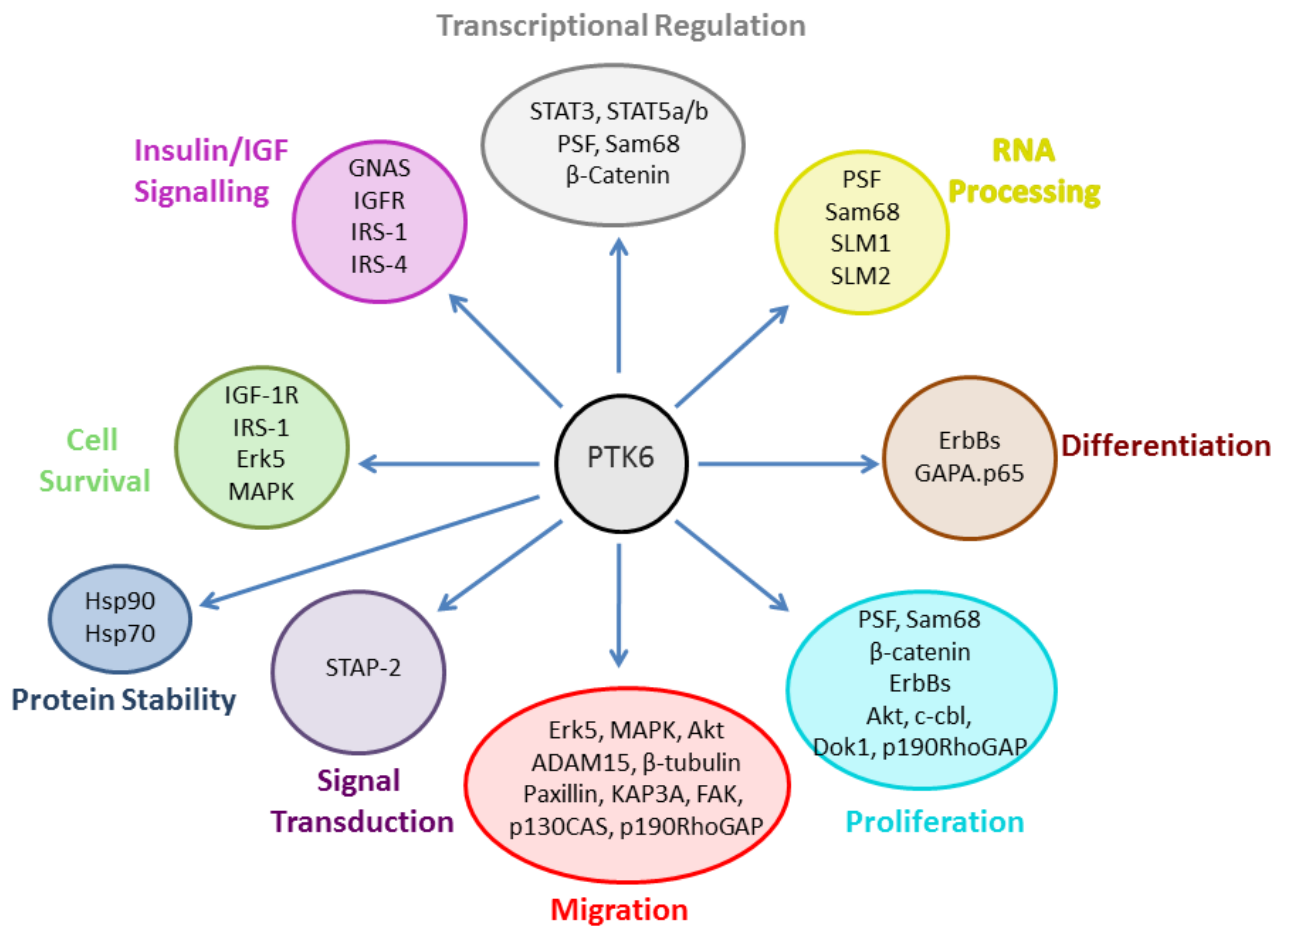 Transcriptional Regulation
STAT3, STAT5a/b
PSF, Sam68
β-Catenin
Insulin/IGF
Signalling
GNAS
IGFR
IRS-1
IRS-4
RNA
Processing
PSF
Sam68
SLM1
SLM2
Cell
Survival
IGF-1R
IRS-1
Erk5
MAPK
PTK6
ErbBs
GAPA.p65
Differentiation
Hsp90
Hsp70
Protein Stability
STAP-2
Signal
Transduction
Erk5, MAPK, Akt
ADAM15, β-tubulin
Paxillin, KAP3A, FAK,
p130CAS, p190RhoGAP
Migration
PSF, Sam68
β-catenin
ErbBs
Akt, c-cbl,
Dok1, p190RhoGAP
Proliferation